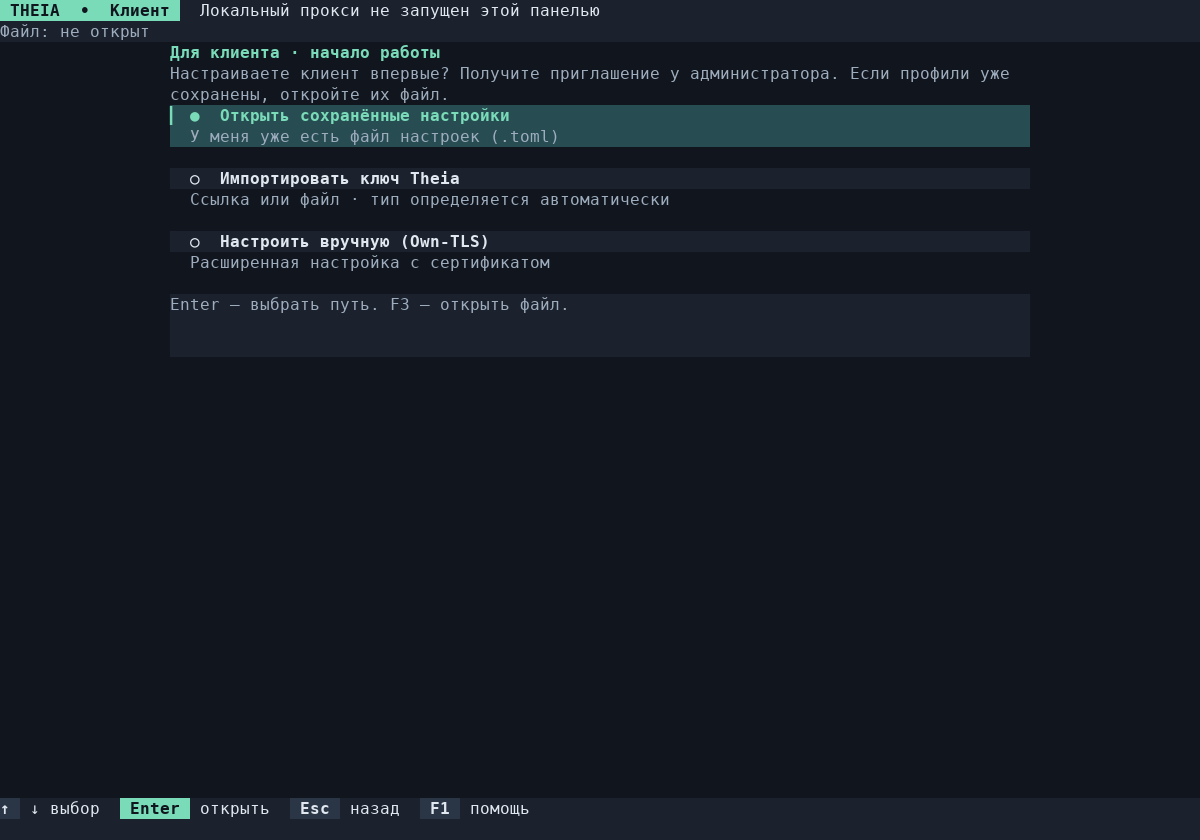 THEIA • Клиент Локальный прокси не запущен этой панелью
Файл: не открыт
Для клиента · начало работы
Настраиваете клиент впервые? Получите приглашение у администратора. Если профили уже
сохранены, откройте их файл.
● Открыть сохранённые настройки
У меня уже есть файл настроек (.toml)
○ Импортировать ключ Theia
Ссылка или файл · тип определяется автоматически
○ Настроить вручную (Own-TLS)
Расширенная настройка с сертификатом
Enter — выбрать путь. F3 — открыть файл.
↑ ↓ выбор Enter открыть Esc назад F1 помощь